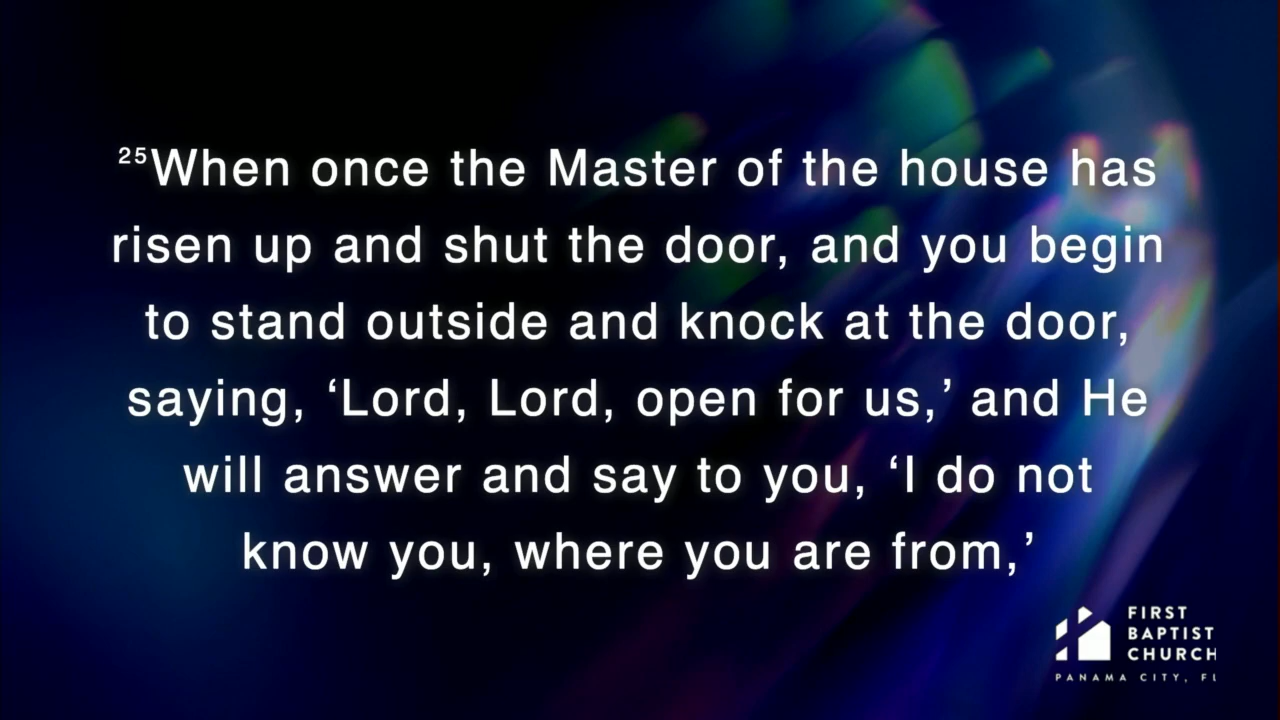 ²⁵When once the Master of the house has
risen up and shut the door, and you begin
to stand outside and knock at the door,
saying, ‘Lord, Lord, open for us,’ and He
will answer and say to you, ‘I do not
know you, where you are from,’
FIRST
BAPTIST
CHURCH
PANAMA CITY, FL